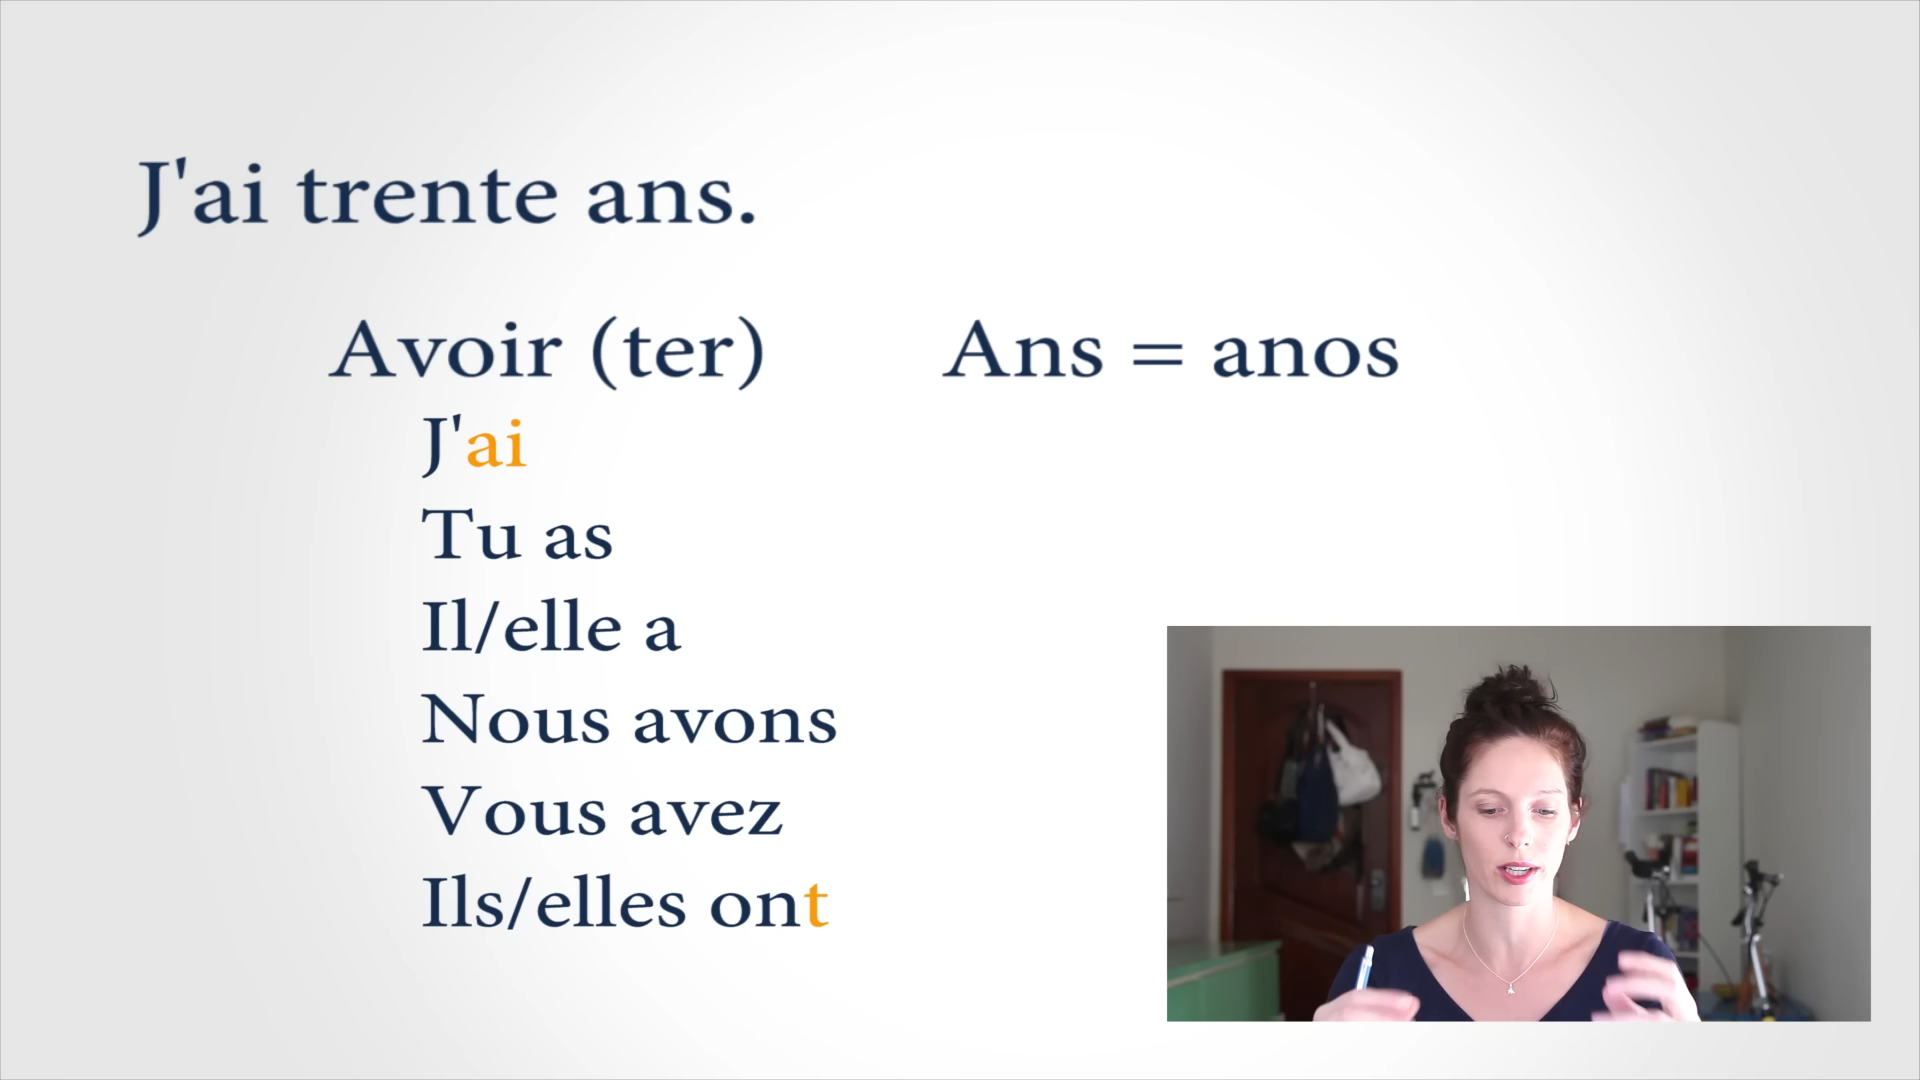 J'ai trente ans.
Avoir (ter)
Ans = anos
J'ai
Tu as
Il/elle a
Nous avons
Vous avez
Ils/elles ont